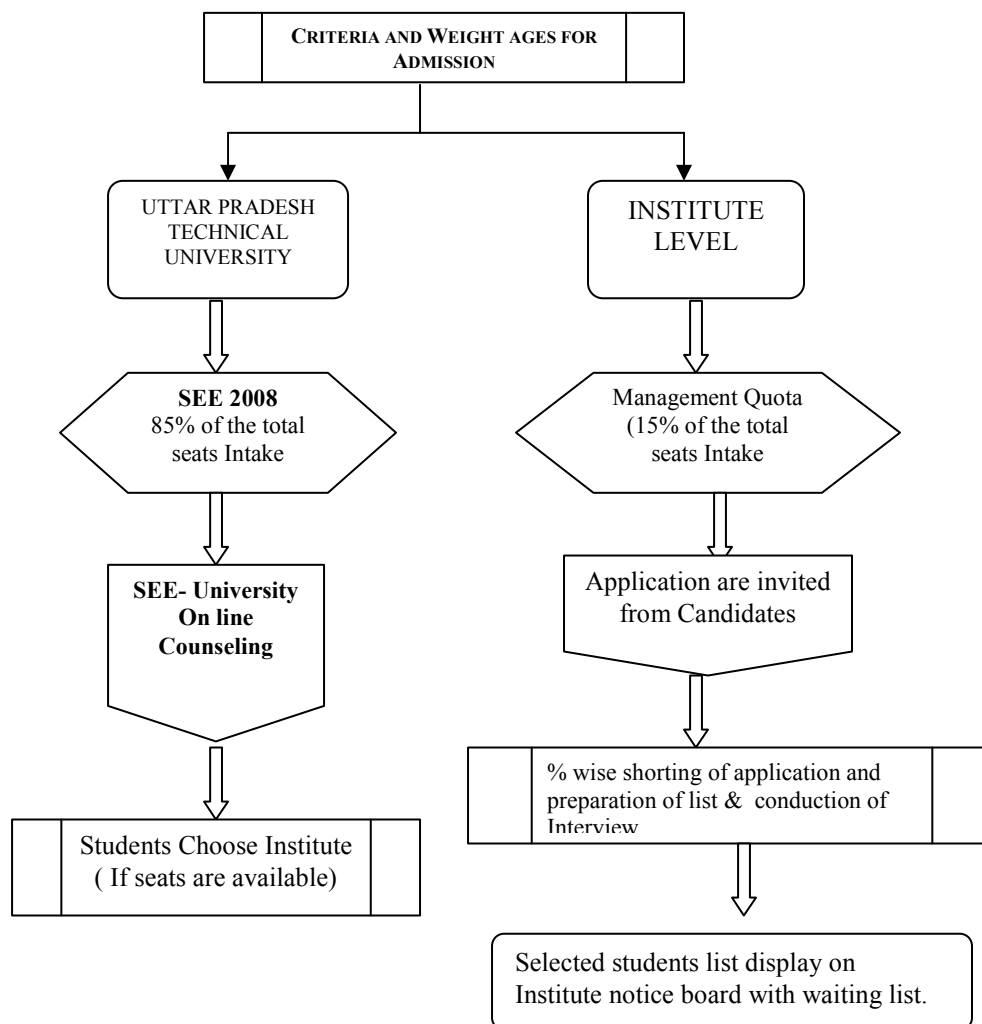 CRITERIA AND WEIGHT AGES FOR
ADMISSION
UTTAR PRADESH
TECHNICAL
UNIVERSITY
INSTITUTE
LEVEL
SEE 2008
85% of the total
seats Intake
Management Quota
(15% of the total
seats Intake
SEE- University
On line
Counseling
Application are invited
from Candidates
Students Choose Institute
( If seats are available)
% wise shorting of application and
preparation of list & conduction of
Interview
Selected students list display on
Institute notice board with waiting list.